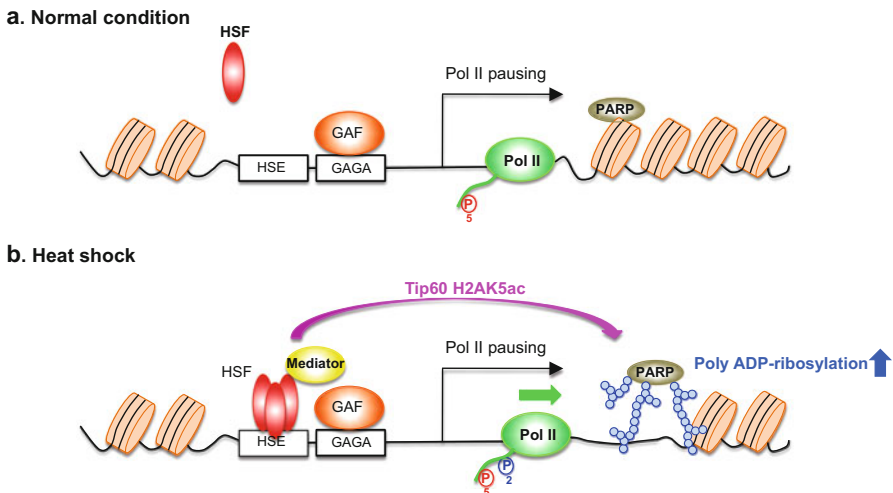 a. Normal condition
HSF
Pol II pausing
PARP
GAF
HSE
GAGA
Pol II
P
5
b. Heat shock
Tip60 H2AK5ac
Pol II pausing
HSF
Mediator
PARP
Poly ADP-ribosylation
GAF
HSE
GAGA
Pol II
P
2
P
5